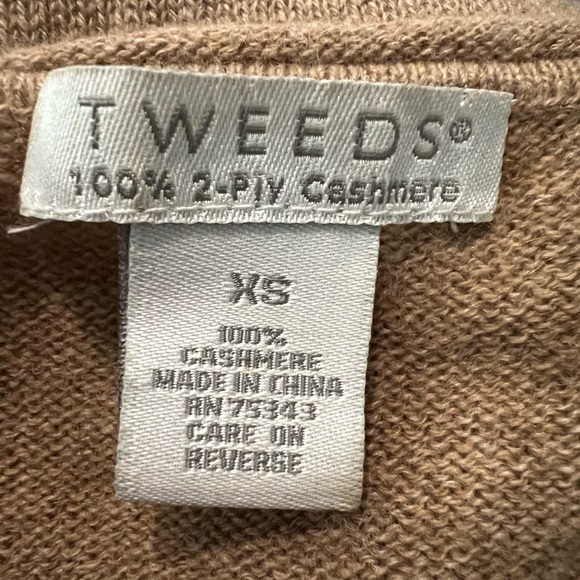 TWEEDS®
100% 2-Ply Cashmere
XS
100%
CASHMERE
MADE IN CHINA
RN 75343
CARE ON
REVERSE